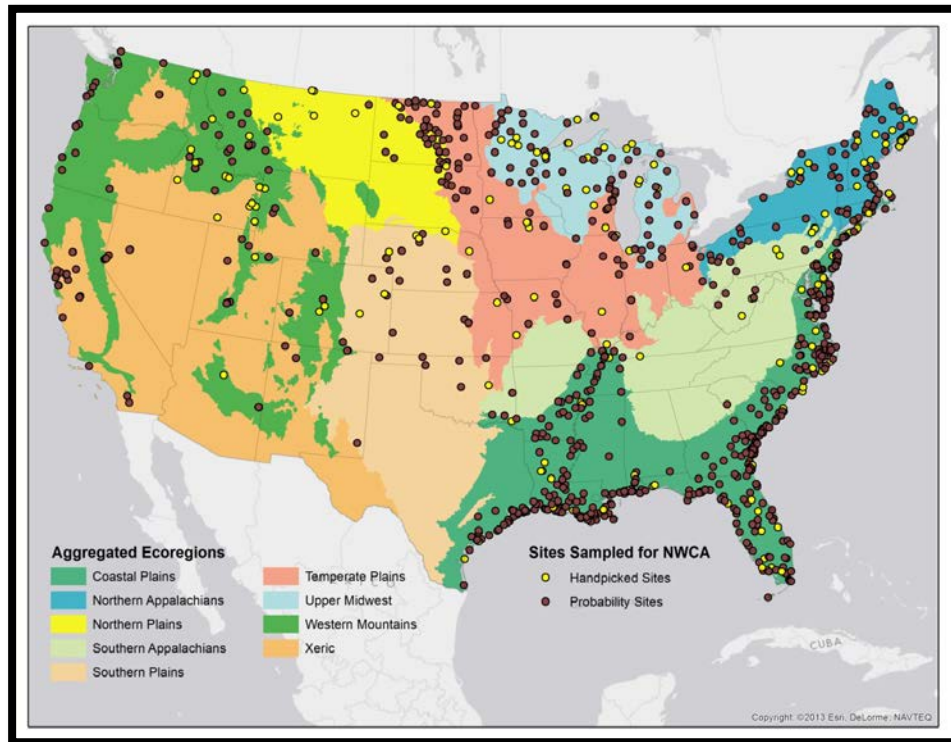 Aggregated Ecoregions
Coastal Plains
Northern Appalachians
Northern Plains
Southern Appalachians
Southern Plains
Temperate Plains
Upper Midwest
Western Mountains
Xeric
Sites Sampled for NWCA
Handpicked Sites
Probability Sites
CUBA
Copyright: ©2013 Esri, DeLorme, NAVTEQ